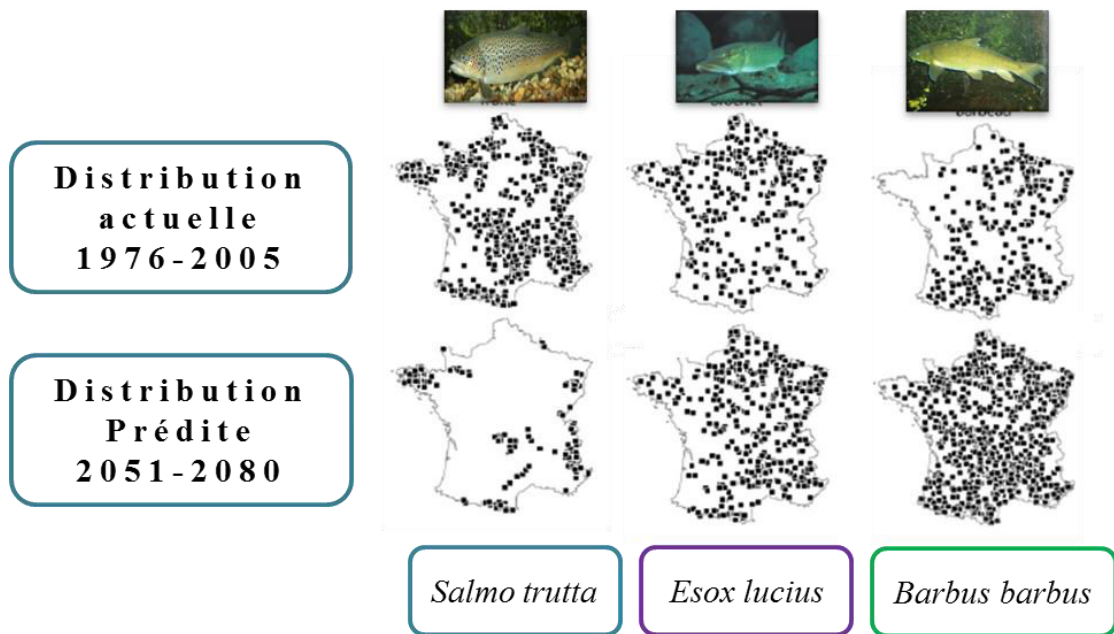 Distribution
actuelle
1976-2005
Distribution
Prédite
2051-2080
Salmo trutta
Esox lucius
Barbus barbus